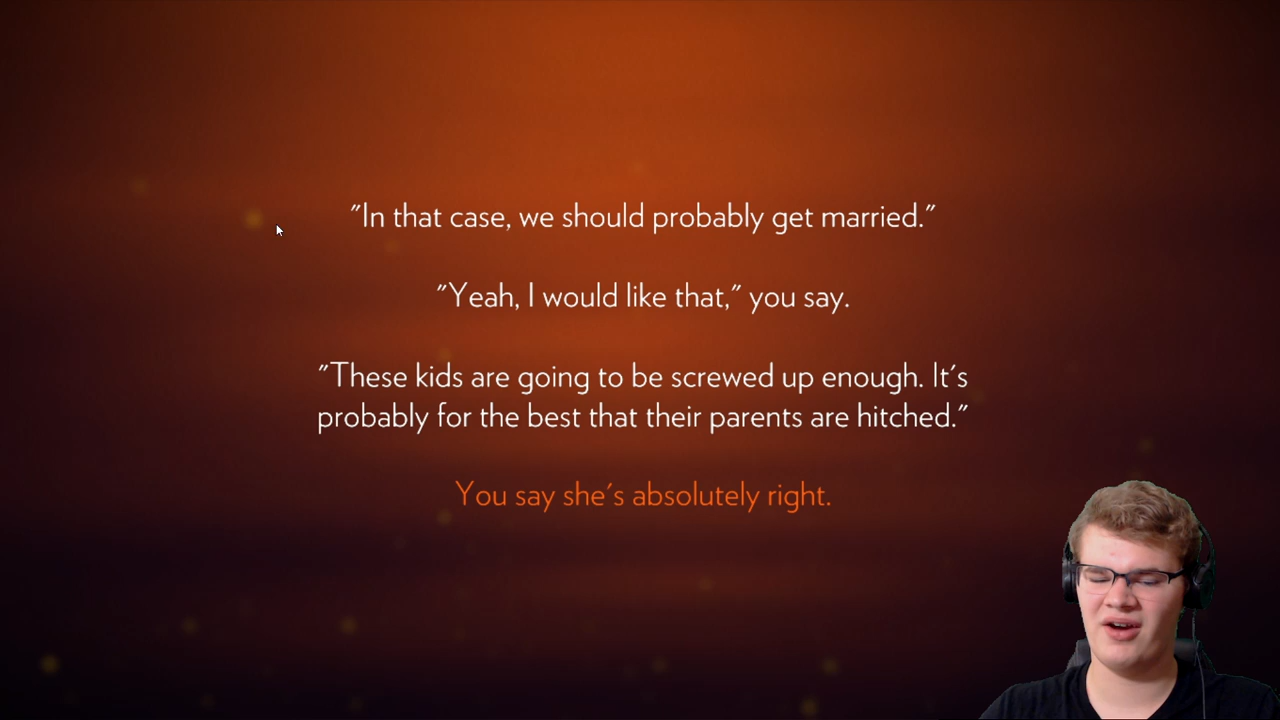 "In that case, we should probably get married."
"Yeah, I would like that," you say.
"These kids are going to be screwed up enough. It's
probably for the best that their parents are hitched."
You say she's absolutely right.